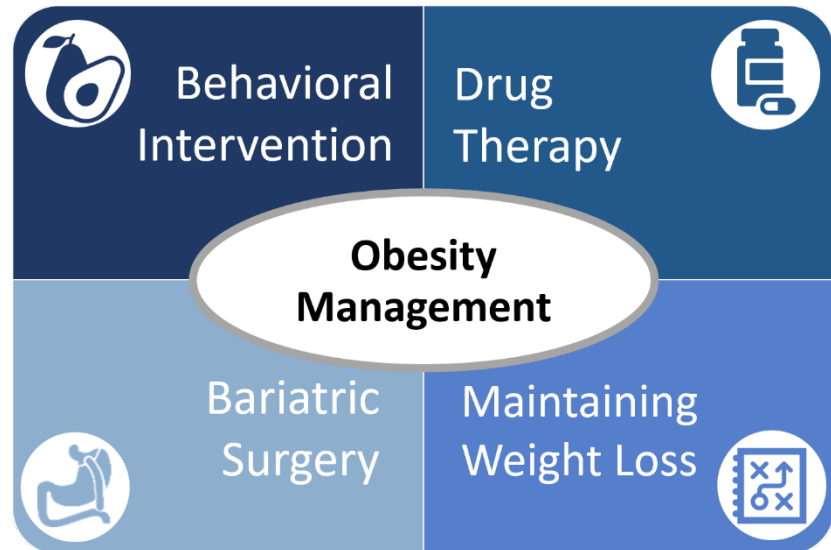 Behavioral
Intervention
Drug
Therapy
Obesity
Management
Bariatric
Surgery
Maintaining
Weight Loss